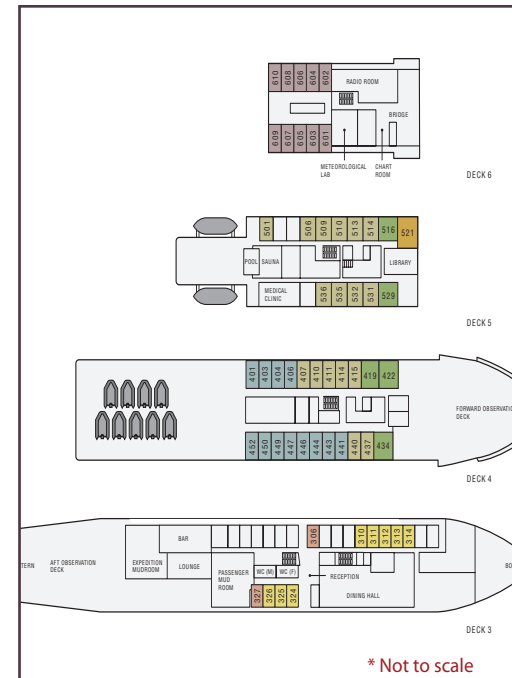 610 608 606 604 602
RADIO ROOM
BRIDGE
609 607 605 603 601
METEOROLOGICAL
LAB
CHART
ROOM
DECK 6
501 506 509 510 513 514 516 521
POOL SAUNA
LIBRARY
MEDICAL
CLINIC
536 535 532 531 529
DECK 5
401 403 404 406 407 410 411 414 415 419 422
FORWARD OBSERVATIO
DECK
452 450 449 447 446 444 443 441 440 437 434
DECK 4
306 310 311 312 313 314
BAR
TERN
AFT OBSERVATION
DECK
EXPEDITION
MUDROOM
LOUNGE
PASSENGER
MUD
ROOM
WC (M) WC (F)
RECEPTION
BO
327 326 325 324
DINING HALL
DECK 3
* Not to scale